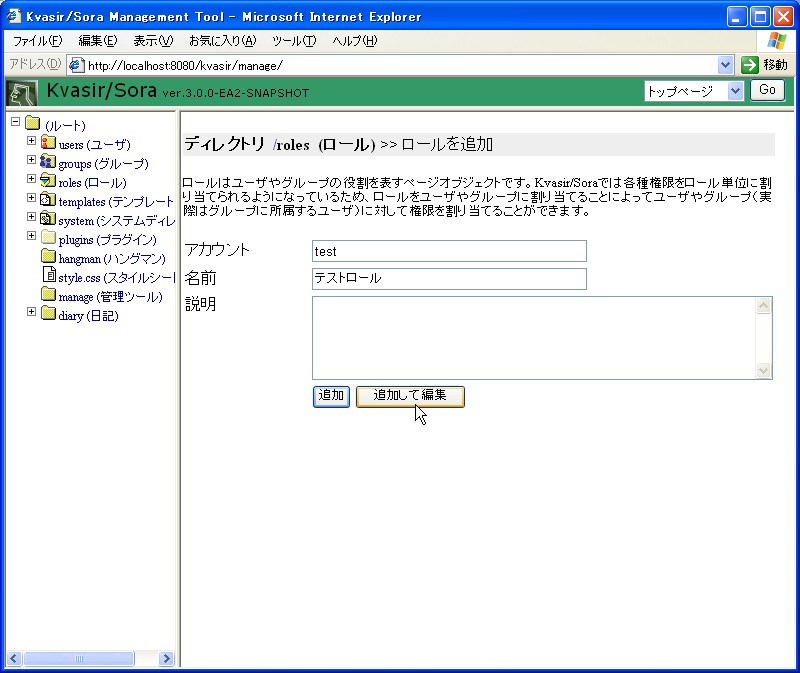 Kvasir/Sora Management Tool - Microsoft Internet Explorer
ファイル(F) 編集(E) 表示(V) お気に入り(A) ツール(T) ヘルプ(H)
アドレス(D) http://localhost:8080/kvasir/manage/ 移動
Kvasir/Sora ver.3.0.0-EA2-SNAPSHOT トップページ Go
(ルート)
users (ユーザ)
groups (グループ)
roles (ロール)
templates (テンプレート
system (システムディレ
plugins (プラグイン)
hangman (ハングマン)
style.css (スタイルシート
manage (管理ツール)
diary (日記)
ディレクトリ /roles (ロール) >> ロールを追加
ロールはユーザやグループの役割を表すページオブジェクトです。Kvasir/Soraでは各種権限をロール単位に割
り当てられるようになっているため、ロールをユーザやグループに割り当てることによってユーザやグループ(実
際はグループに所属するユーザ)に対して権限を割り当てることができます。
アカウント test
名前 テストロール
説明
追加 追加して編集